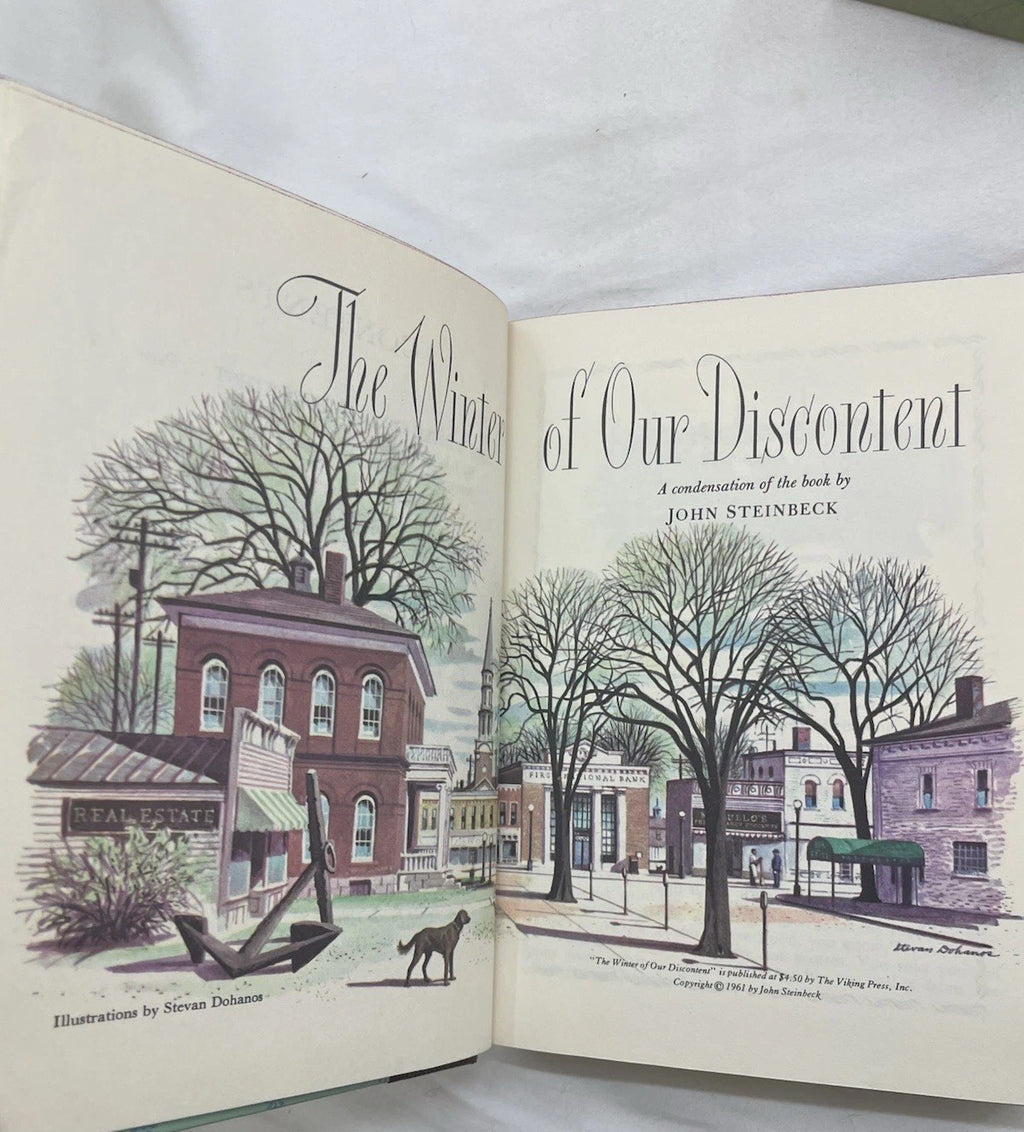 The Winter of Our Discontent
A condensation of the book by
JOHN STEINBECK
REAL ESTATE
NATIONAL BANK
Stevan Dohanos
"The Winter of Our Discontent" is published at $4.50 by The Viking Press, Inc.
Copyright © 1961 by John Steinbeck
Illustrations by Stevan Dohanos